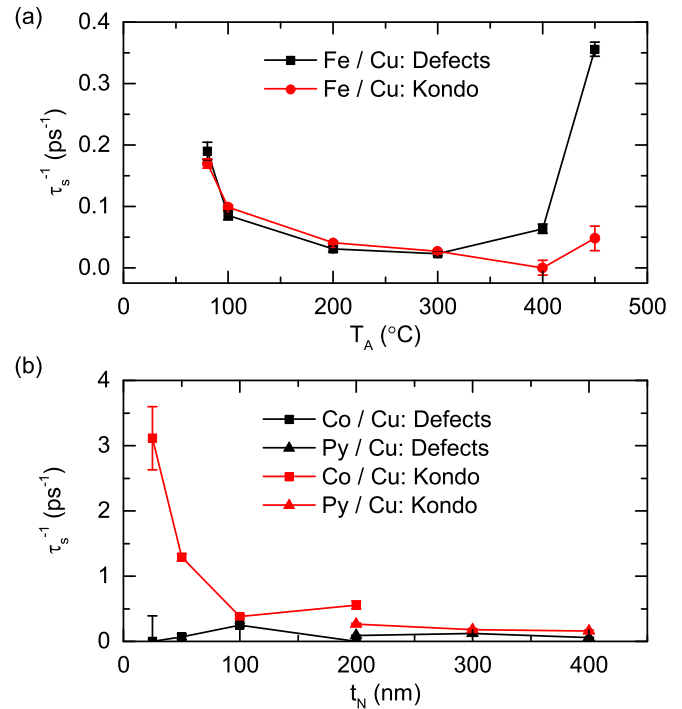 (a)
0.4
0.3
0.2
0.1
0.0
τs⁻¹ (ps⁻¹)
Fe / Cu: Defects
Fe / Cu: Kondo
0 100 200 300 400 500
TA (°C)
(b)
4
3
2
1
0
τs⁻¹ (ps⁻¹)
Co / Cu: Defects
Py / Cu: Defects
Co / Cu: Kondo
Py / Cu: Kondo
0 100 200 300 400
tN (nm)